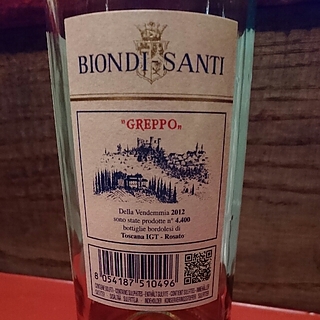 BIONDI-SANTI
"GREPPO"
Della Vendemmia 2012
sono state prodotte n° 4.400
bottiglie bordolesi di
Toscana IGT - Rosato
8 054187 510496